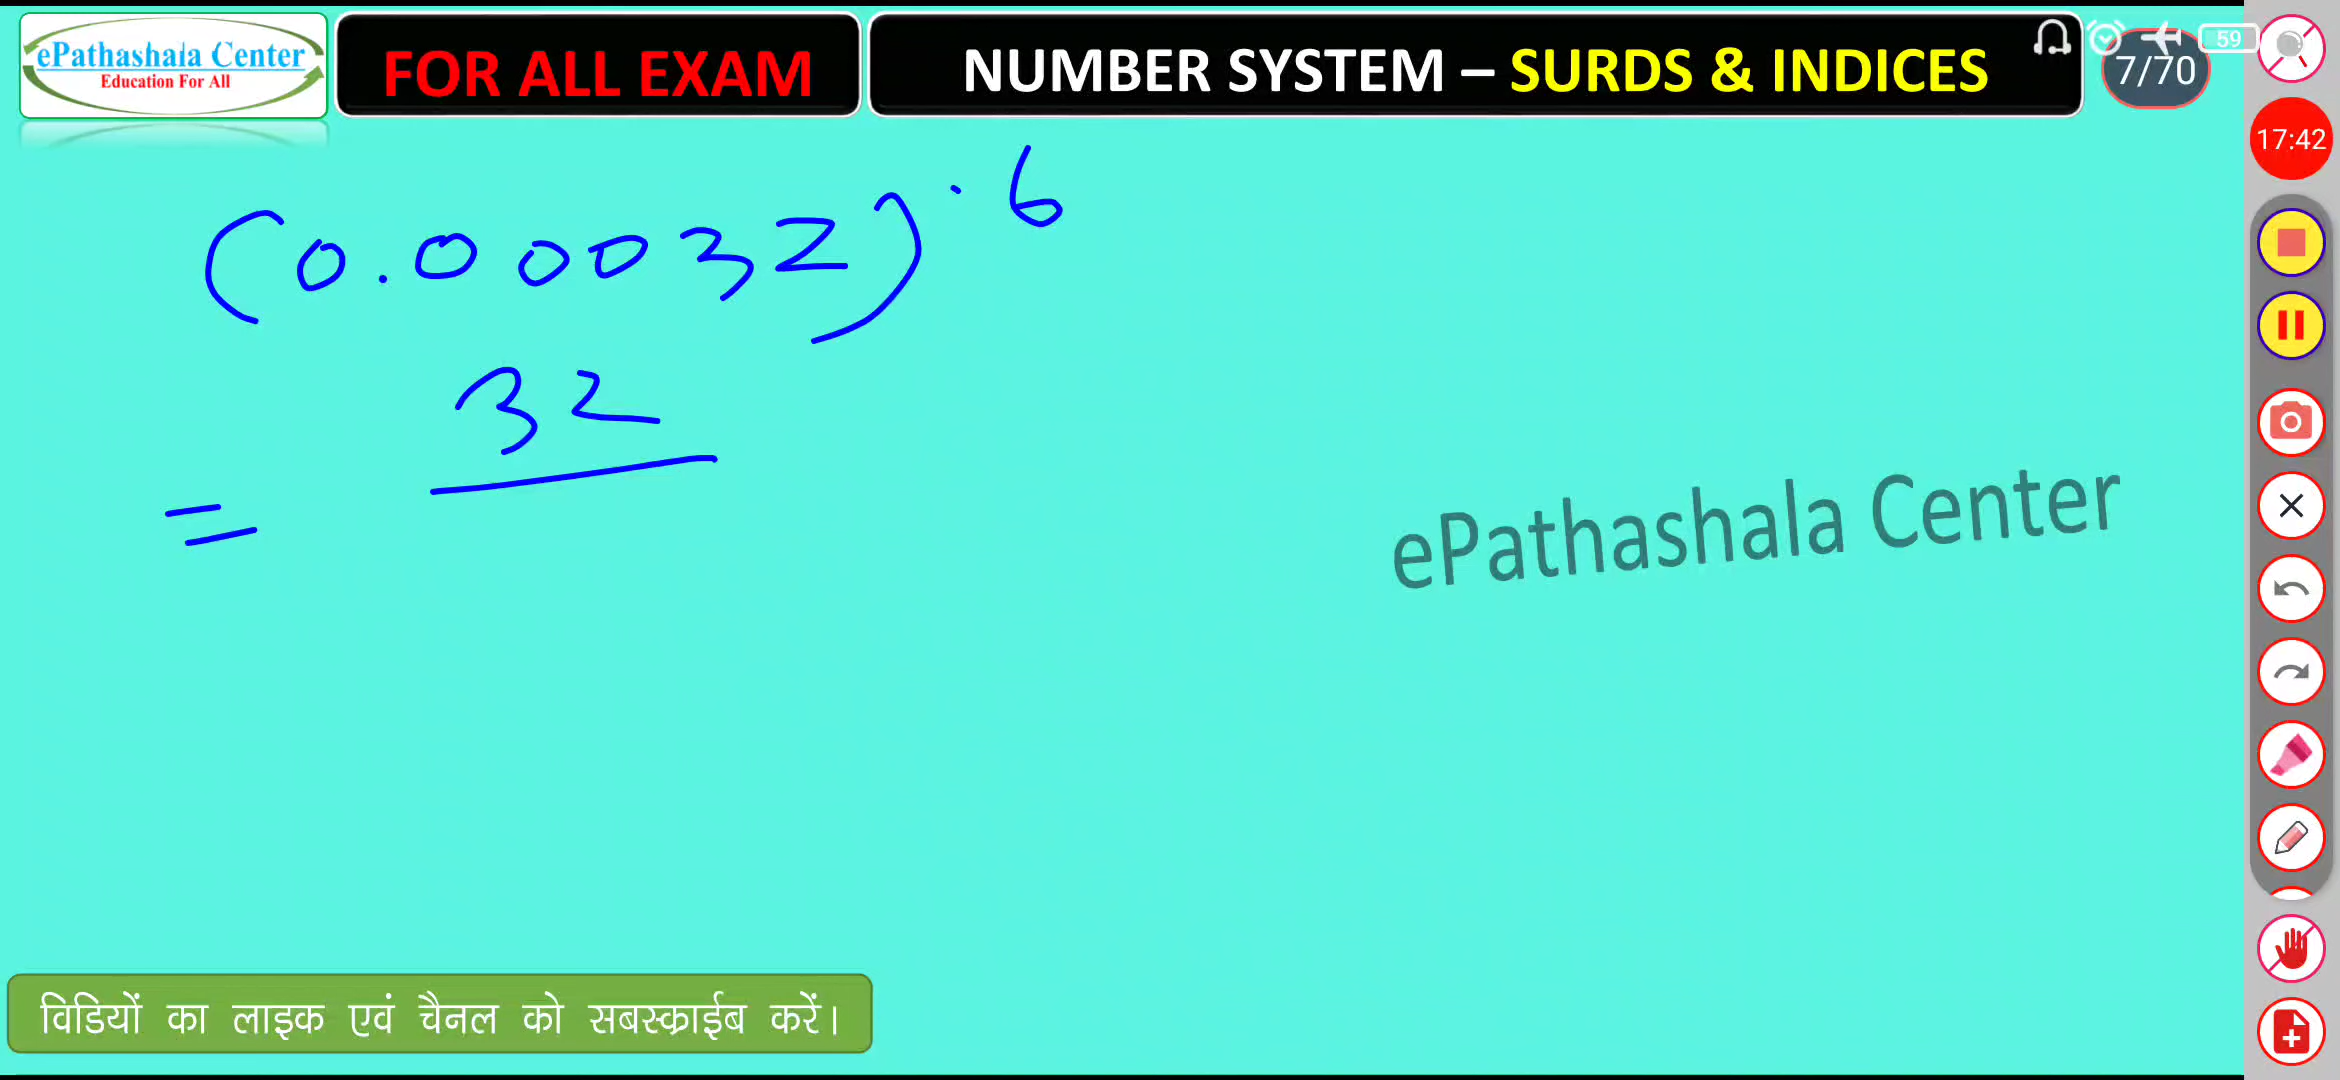 ePathashala Center
Education For All
FOR ALL EXAM
NUMBER SYSTEM – SURDS & INDICES
59
7/70
17:42
(0.00032)^.6
32
=
ePathashala Center
विडियों का लाइक एवं चैनल को सबस्क्राईब करें।